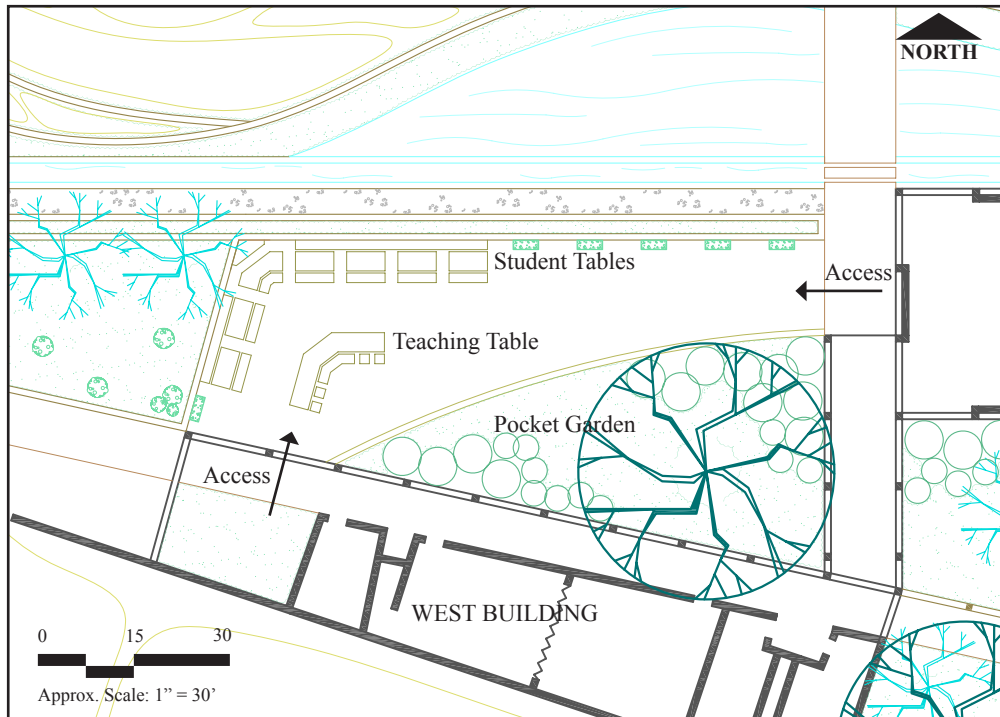 NORTH
Student Tables
Access
Teaching Table
Pocket Garden
Access
WEST BUILDING
0 15 30
Approx. Scale: 1” = 30’